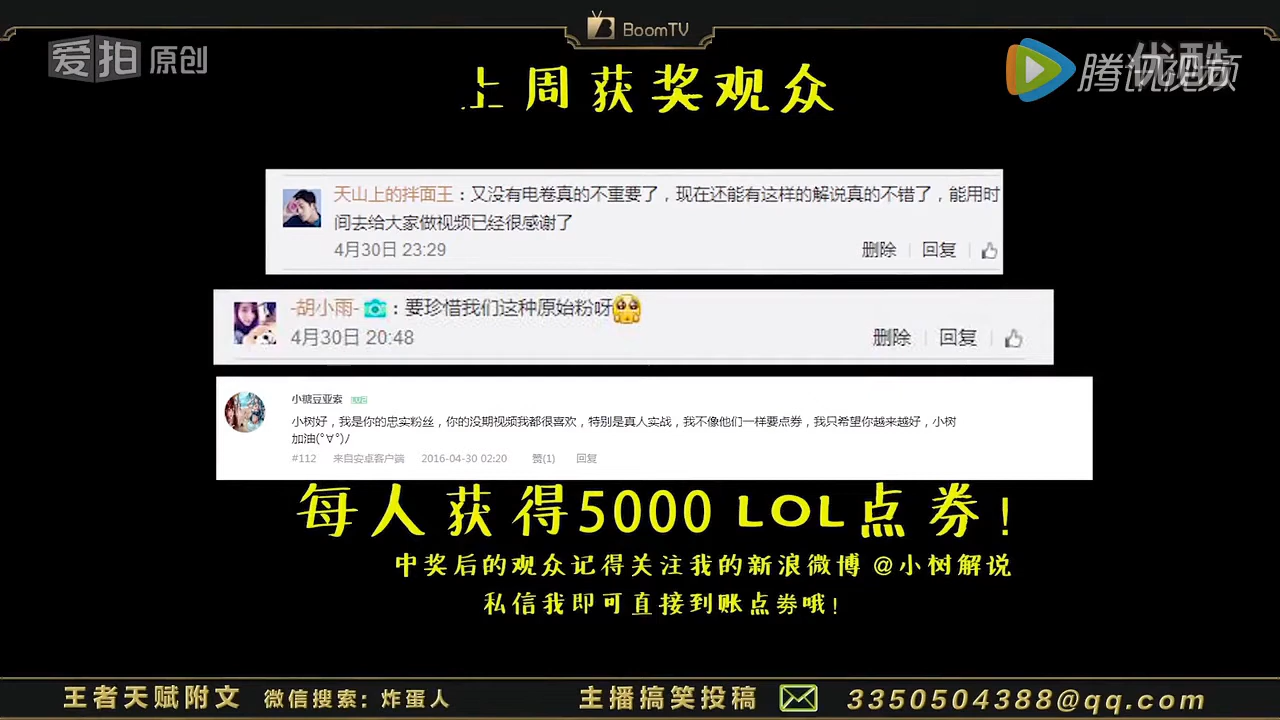 BoomTV
爱拍 原创
腾讯视频
优酷
上周获奖观众
天山上的拌面王：又没有电卷真的不重要了，现在还能有这样的解说真的不错了，能用时
间去给大家做视频已经很感谢了
4月30日 23:29
删除 回复
-胡小雨-：要珍惜我们这种原始粉呀
4月30日 20:48
删除 回复
小糖豆亚索
小树好，我是你的忠实粉丝，你的没期视频我都很喜欢，特别是真人实战，我不像他们一样要点券，我只希望你越来越好，小树
加油(°∀°)/
#112 来自安卓客户端 2016-04-30 02:20 赞(1) 回复
每人获得5000 LOL点券！
中奖后的观众记得关注我的新浪微博 @小树解说
私信我即可直接到账点券哦！
王者天赋附文 微信搜索：炸蛋人 主播搞笑投稿 3350504388@qq.com